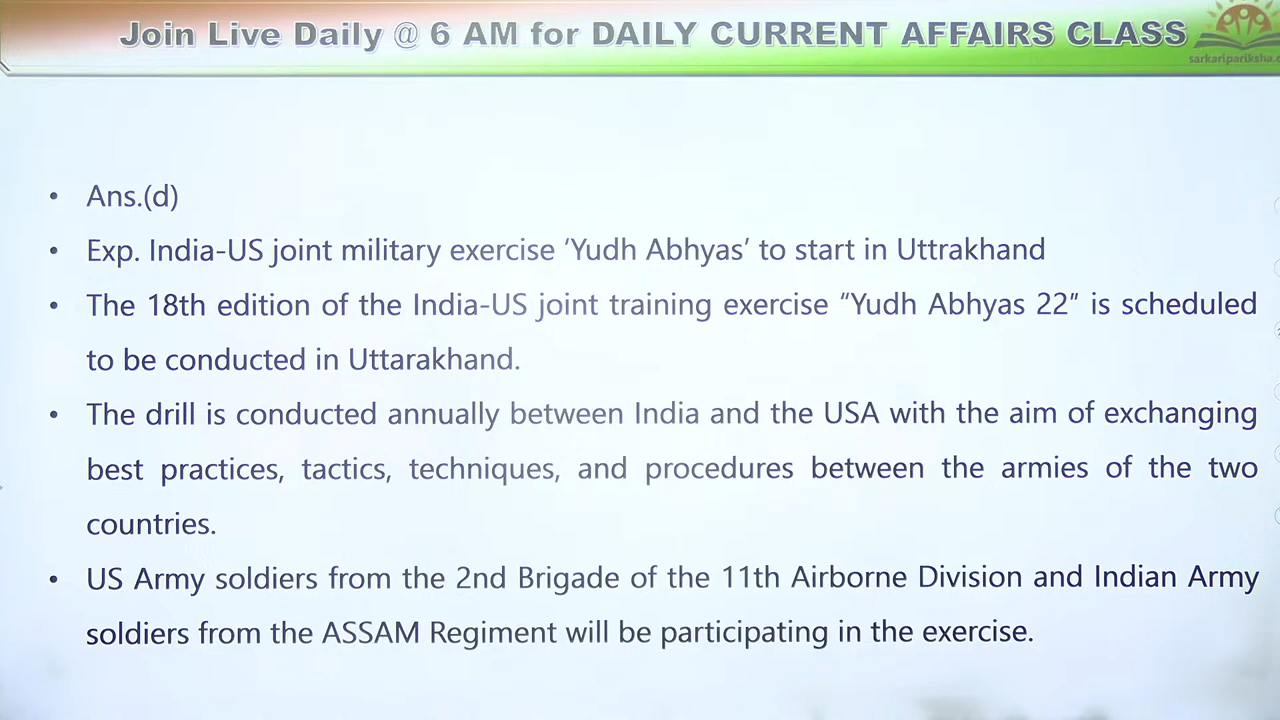 Join Live Daily @ 6 AM for DAILY CURRENT AFFAIRS CLASS
• Ans.(d)
• Exp. India-US joint military exercise ‘Yudh Abhyas’ to start in Uttrakhand
• The 18th edition of the India-US joint training exercise “Yudh Abhyas 22” is scheduled
to be conducted in Uttarakhand.
• The drill is conducted annually between India and the USA with the aim of exchanging
best practices, tactics, techniques, and procedures between the armies of the two
countries.
• US Army soldiers from the 2nd Brigade of the 11th Airborne Division and Indian Army
soldiers from the ASSAM Regiment will be participating in the exercise.